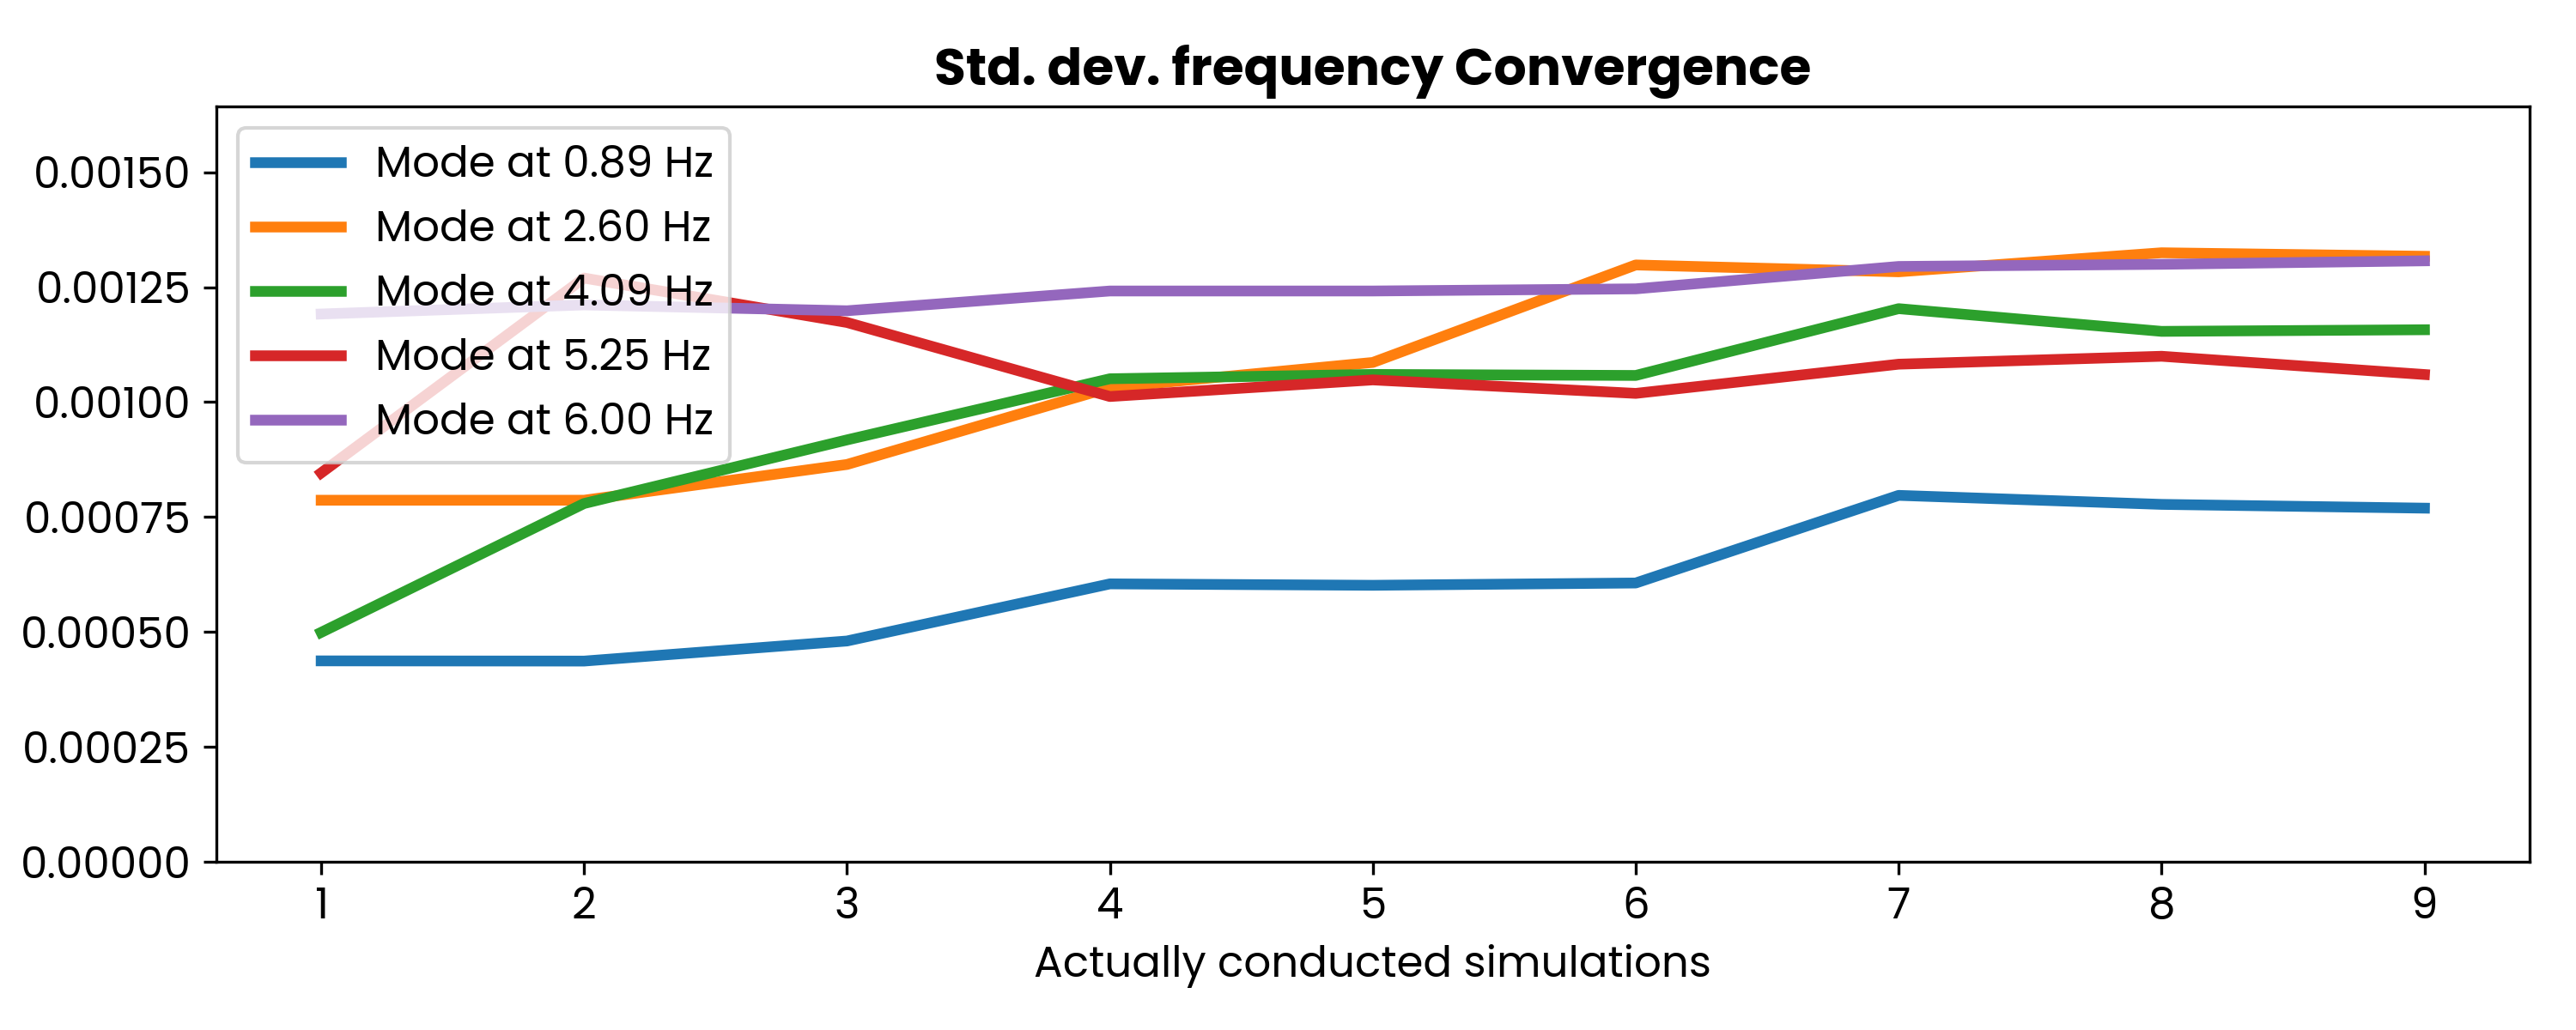 Std. dev. frequency Convergence
Mode at 0.89 Hz
Mode at 2.60 Hz
Mode at 4.09 Hz
Mode at 5.25 Hz
Mode at 6.00 Hz
0.00150
0.00125
0.00100
0.00075
0.00050
0.00025
0.00000
1 2 3 4 5 6 7 8 9
Actually conducted simulations